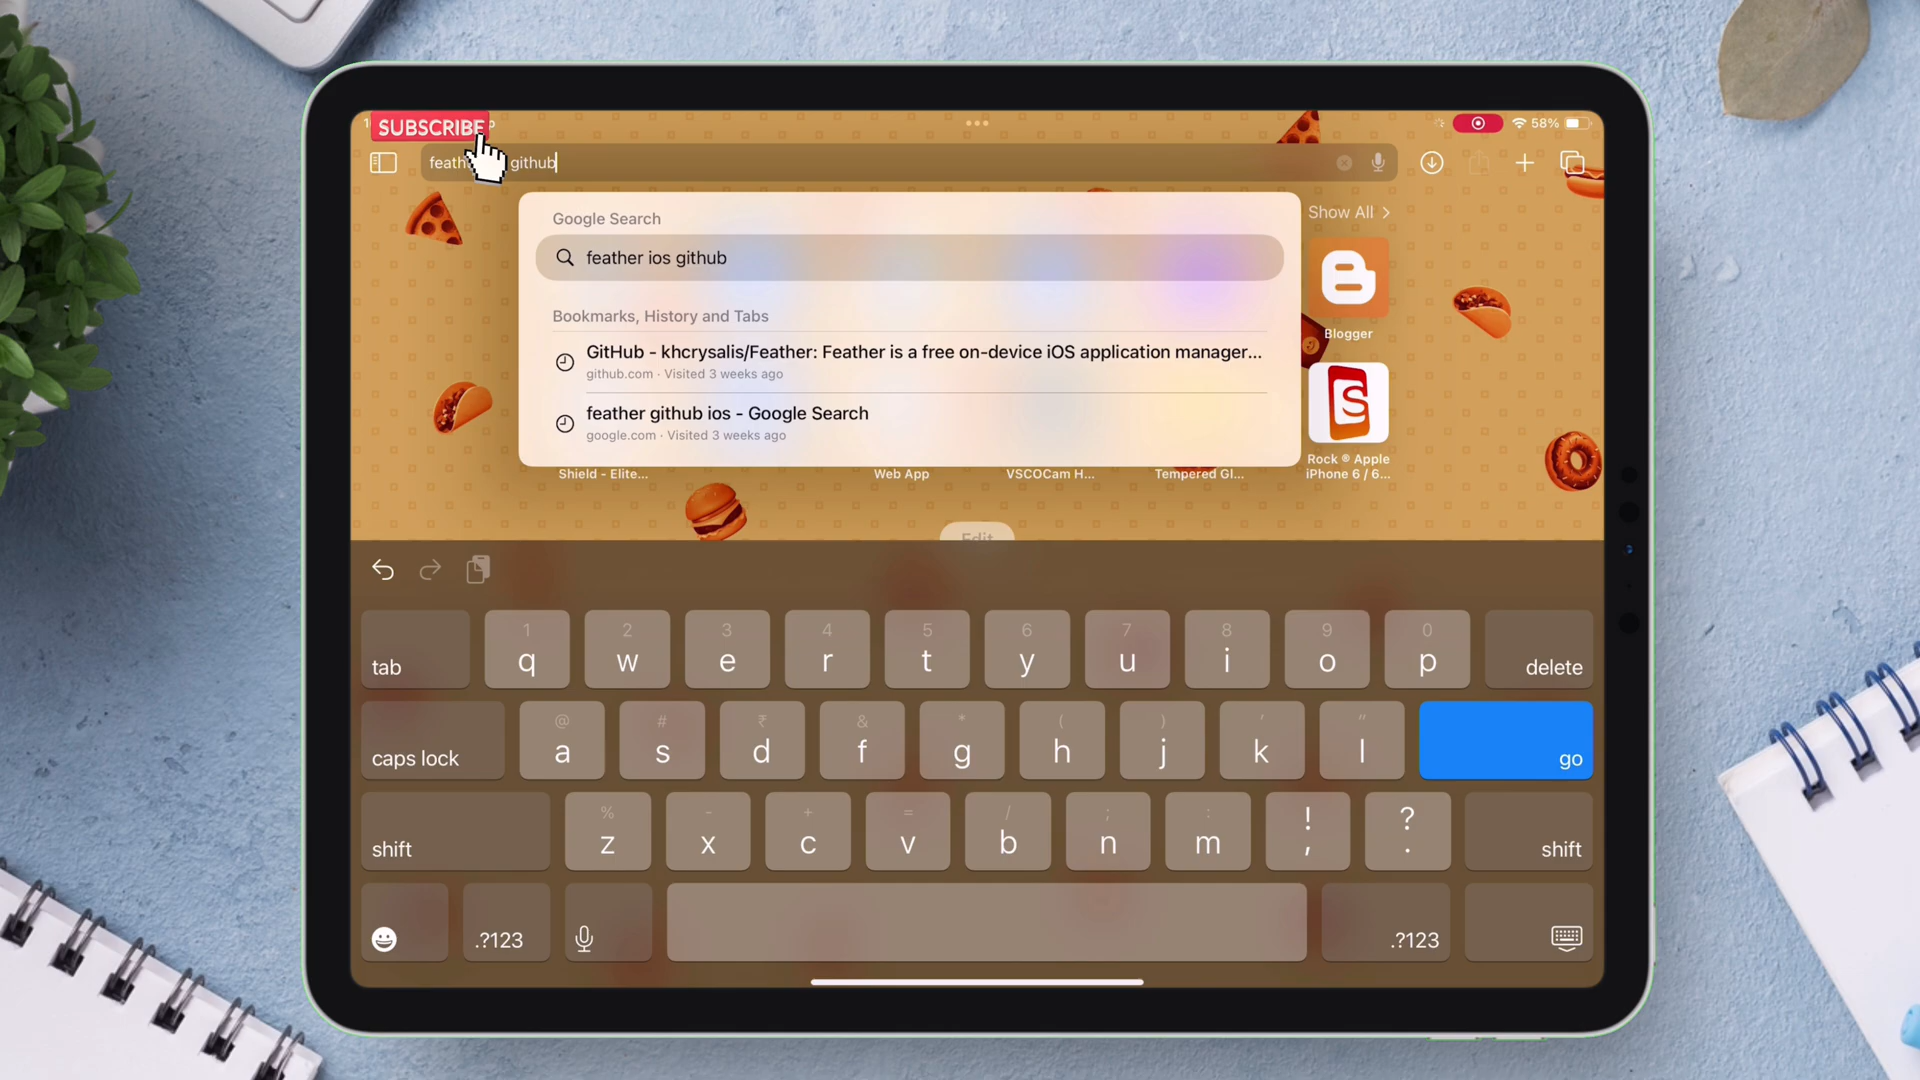 SUBSCRIBE
58%
github
Google Search
Show All
feather ios github
Bookmarks, History and Tabs
GitHub - khcrysalis/Feather: Feather is a free on-device iOS application manager...
github.com · Visited 3 weeks ago
Blogger
feather github ios - Google Search
google.com · Visited 3 weeks ago
Shield - Elite...
Web App
VSCOCam H...
Tempered Gl...
Rock ® Apple
iPhone 6 / 6...
Edit
1 2 3 4 5 6 7 8 9 0
tab q w e r t y u i o p delete
@ # ₹ & * ( ) ' "
caps lock a s d f g h j k l go
% - + = / ; : ! ?
shift z x c v b n m , . shift
.?123 .?123